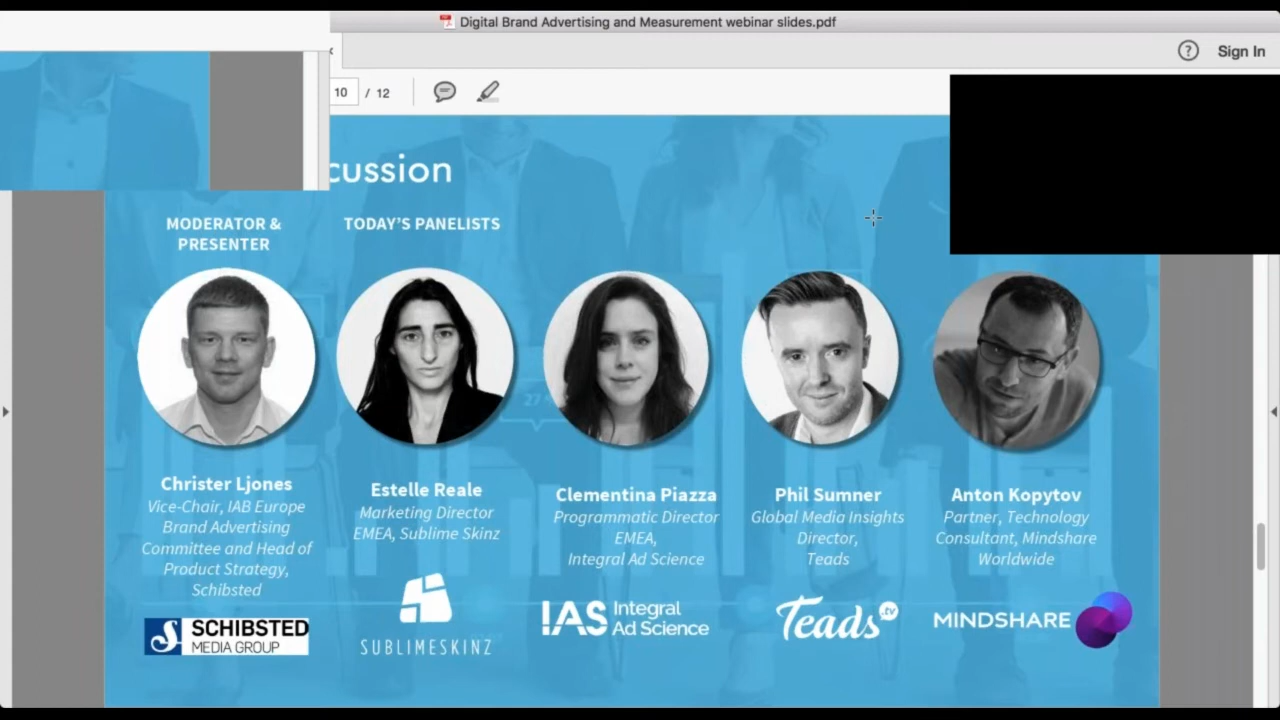 Digital Brand Advertising and Measurement webinar slides.pdf
Sign In
10 / 12
cussion
MODERATOR &
PRESENTER
TODAY'S PANELISTS
Christer Ljones
Vice-Chair, IAB Europe
Brand Advertising
Committee and Head of
Product Strategy,
Schibsted
SCHIBSTED
MEDIA GROUP
Estelle Reale
Marketing Director
EMEA, Sublime Skinz
SUBLIMESKINZ
Clementina Piazza
Programmatic Director
EMEA,
Integral Ad Science
IAS Integral
Ad Science
Phil Sumner
Global Media Insights
Director,
Teads
Teads.tv
Anton Kopytov
Partner, Technology
Consultant, Mindshare
Worldwide
MINDSHARE